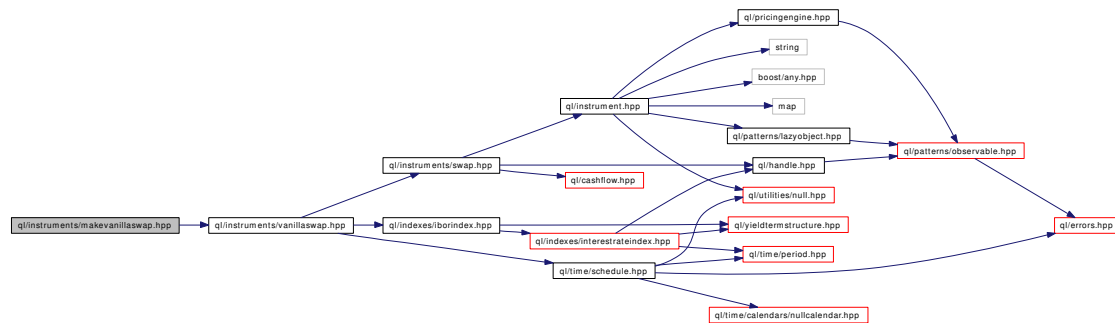 ql/pricingengine.hpp
string
boost/any.hpp
ql/instrument.hpp
map
ql/patterns/lazyobject.hpp
ql/patterns/observable.hpp
ql/instruments/swap.hpp
ql/handle.hpp
ql/cashflow.hpp
ql/utilities/null.hpp
ql/instruments/makevanillaswap.hpp
ql/instruments/vanillaswap.hpp
ql/indexes/iborindex.hpp
ql/yieldtermstructure.hpp
ql/errors.hpp
ql/indexes/interestrateindex.hpp
ql/time/period.hpp
ql/time/schedule.hpp
ql/time/calendars/nullcalendar.hpp